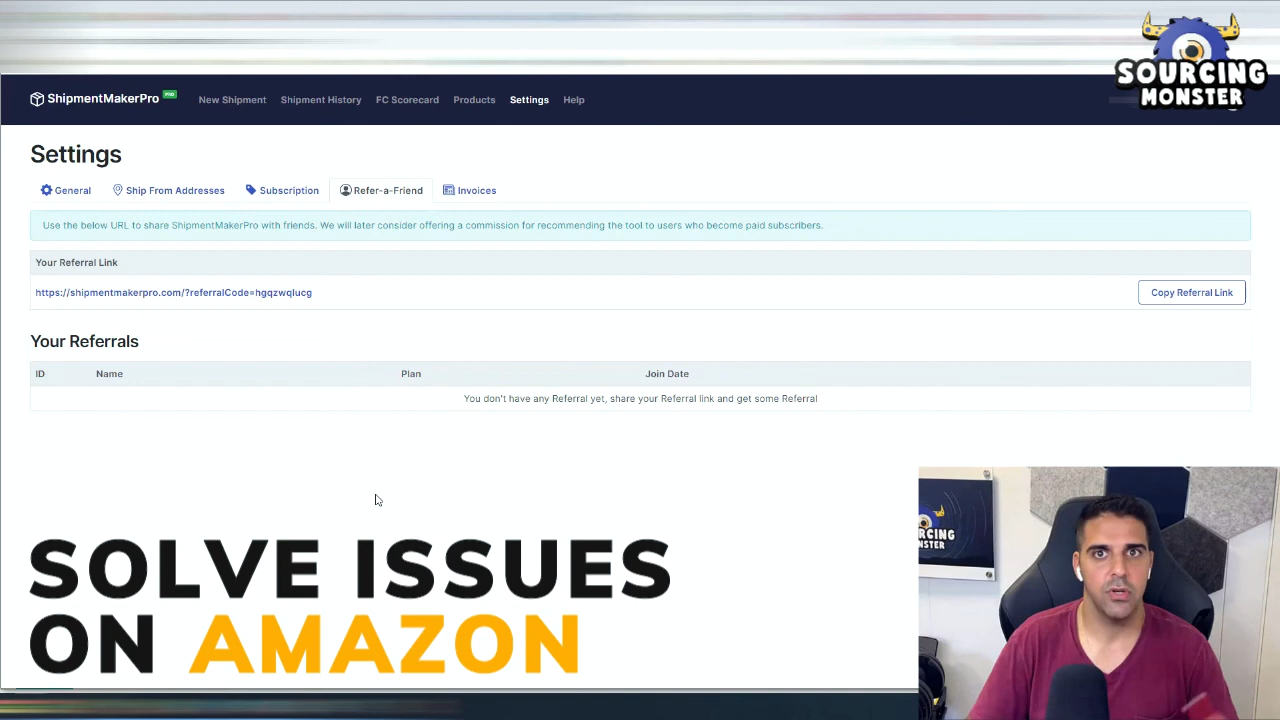 SOURCING
MONSTER
ShipmentMakerPro PRO New Shipment Shipment History FC Scorecard Products Settings Help
Settings
General Ship From Addresses Subscription Refer-a-Friend Invoices
Use the below URL to share ShipmentMakerPro with friends. We will later consider offering a commission for recommending the tool to users who become paid subscribers.
Your Referral Link
https://shipmentmakerpro.com/?referralCode=hgqzwqlucg Copy Referral Link
Your Referrals
ID Name Plan Join Date
You don't have any Referral yet, share your Referral link and get some Referral
SOLVE ISSUES
ON AMAZON
RCING
NSTER